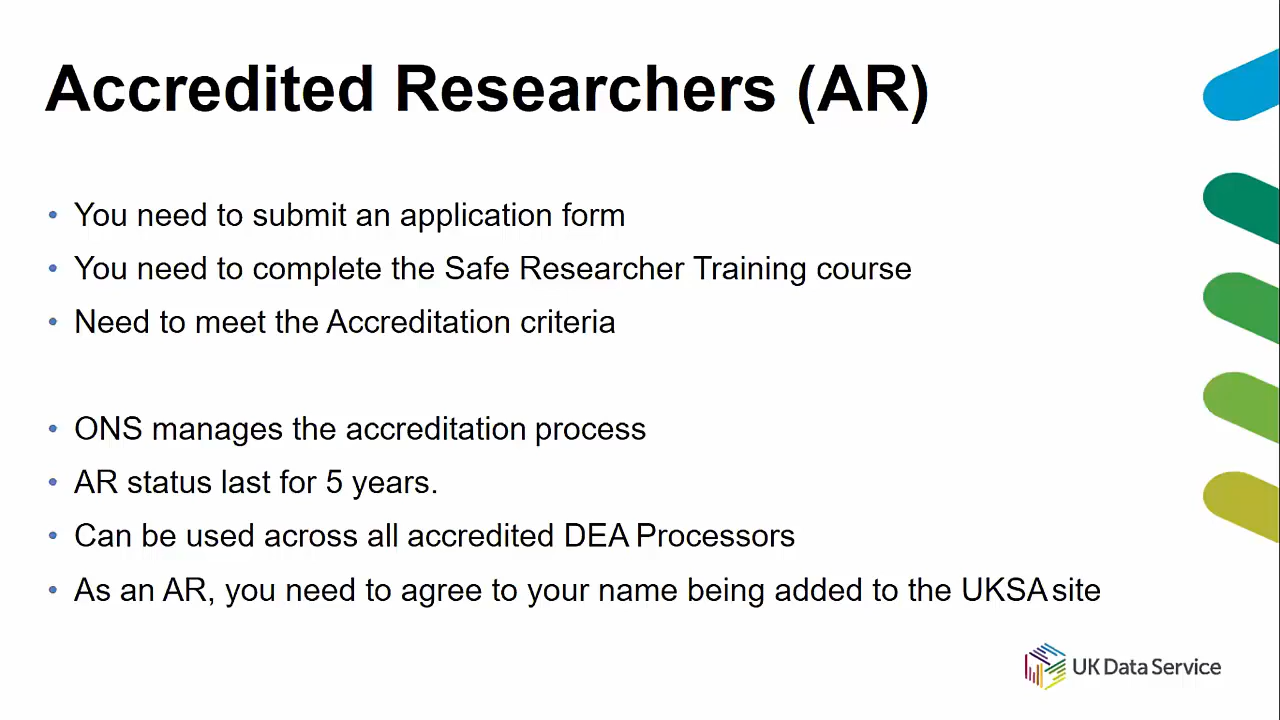 Accredited Researchers (AR)
• You need to submit an application form
• You need to complete the Safe Researcher Training course
• Need to meet the Accreditation criteria
• ONS manages the accreditation process
• AR status last for 5 years.
• Can be used across all accredited DEA Processors
• As an AR, you need to agree to your name being added to the UKSA site
UK Data Service